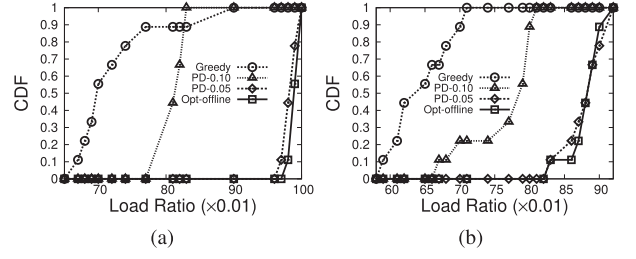 1
0.9
0.8
0.7
0.6
0.5
0.4
0.3
0.2
0.1
0
CDF
Greedy
PD-0.10
PD-0.05
Opt-offline
70 80 90 100
Load Ratio (×0.01)
(a)
1
0.9
0.8
0.7
0.6
0.5
0.4
0.3
0.2
0.1
0
CDF
Greedy
PD-0.10
PD-0.05
Opt-offline
60 65 70 75 80 85 90
Load Ratio (×0.01)
(b)